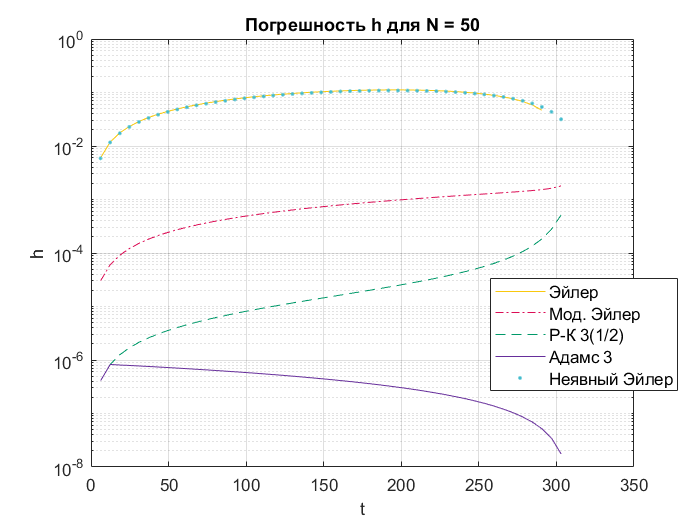 Погрешность h для N = 50
10^0
10^-2
10^-4
10^-6
10^-8
h
0 50 100 150 200 250 300 350
t
Эйлер
Мод. Эйлер
Р-К 3(1/2)
Адамс 3
Неявный Эйлер